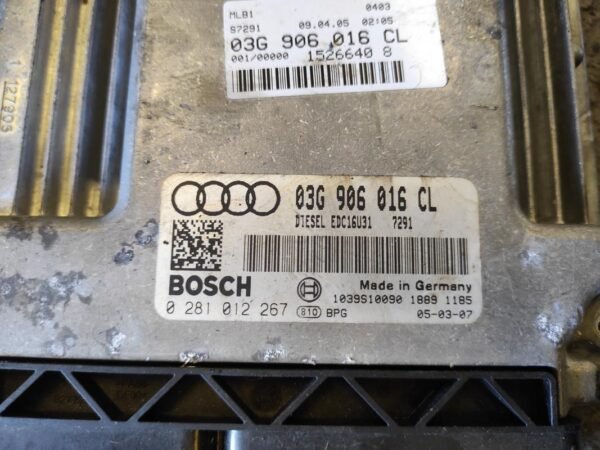 MLB1 0403
S7291 09.04.05 02:05
03G 906 016 CL
001/00000 1526640 8
03G 906 016 CL
DIESEL EDC16U31 7291
BOSCH
Made in Germany
1039S10090 1889 1185
0 281 012 267 810 BPG 05-03-07